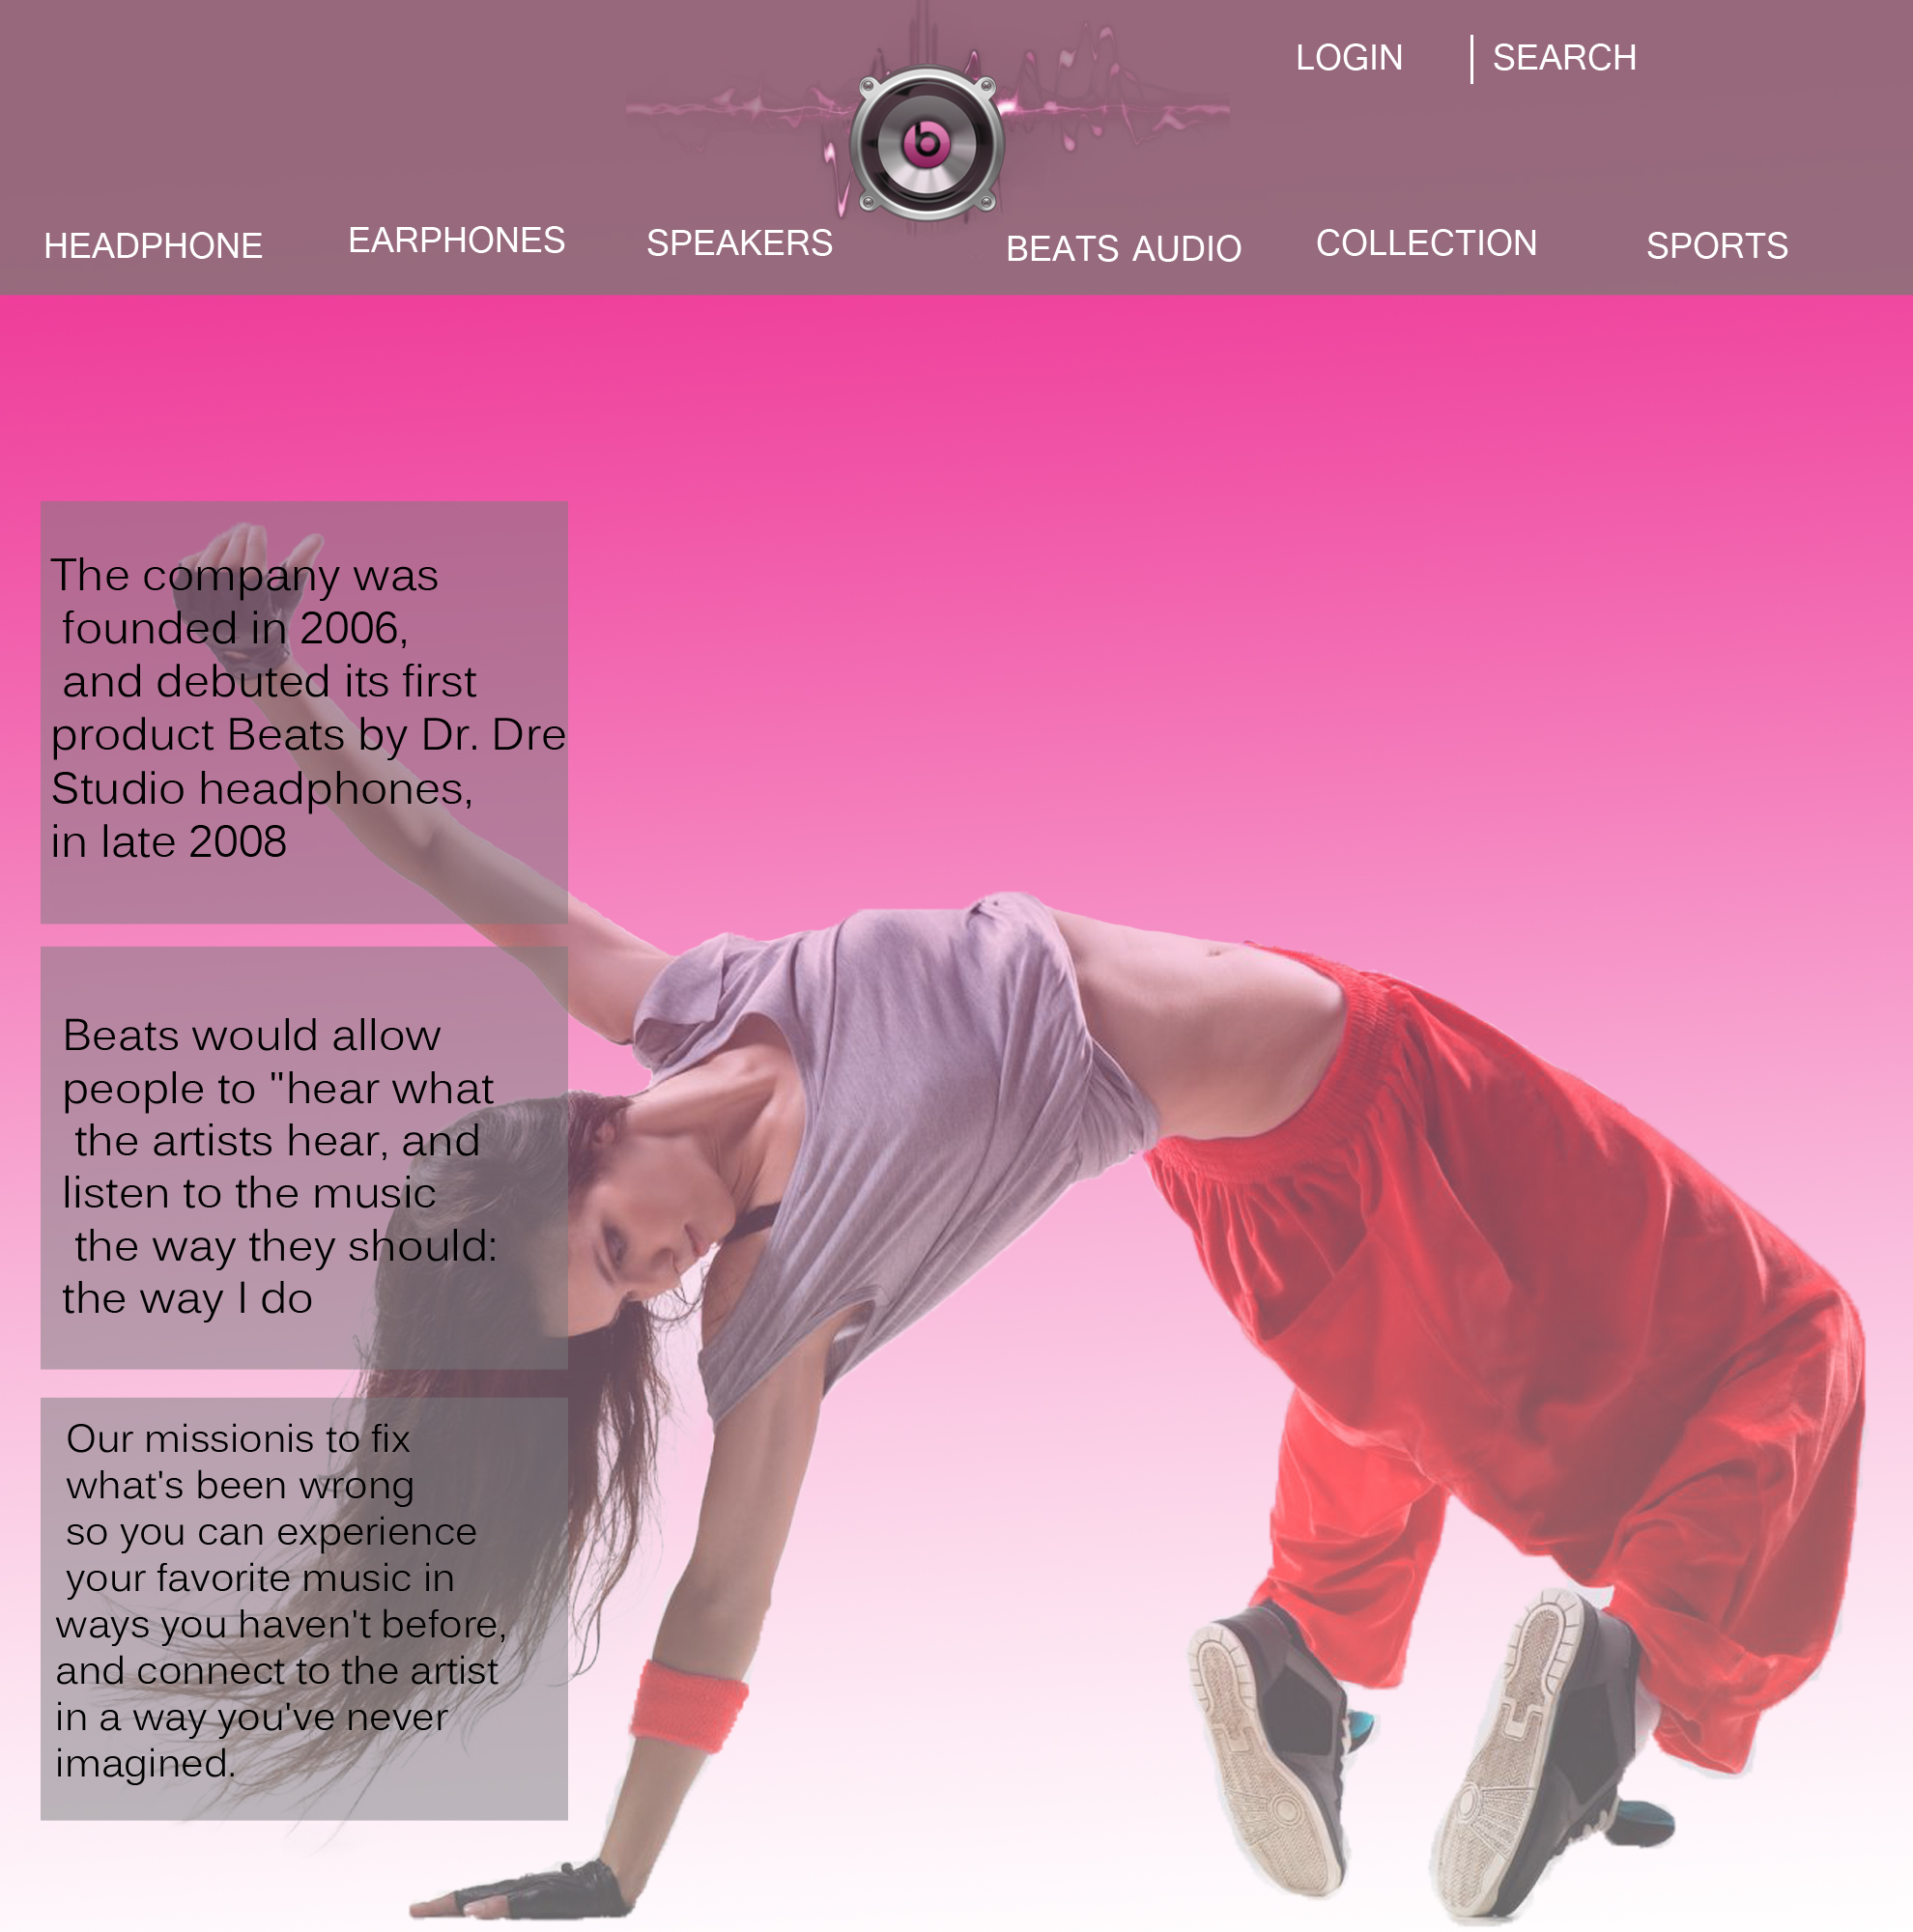 LOGIN | SEARCH
b
HEADPHONE EARPHONES SPEAKERS BEATS AUDIO COLLECTION SPORTS
The company was
founded in 2006,
and debuted its first
product Beats by Dr. Dre
Studio headphones,
in late 2008
Beats would allow
people to "hear what
the artists hear, and
listen to the music
the way they should:
the way I do
Our missionis to fix
what's been wrong
so you can experience
your favorite music in
ways you haven't before,
and connect to the artist
in a way you've never
imagined.